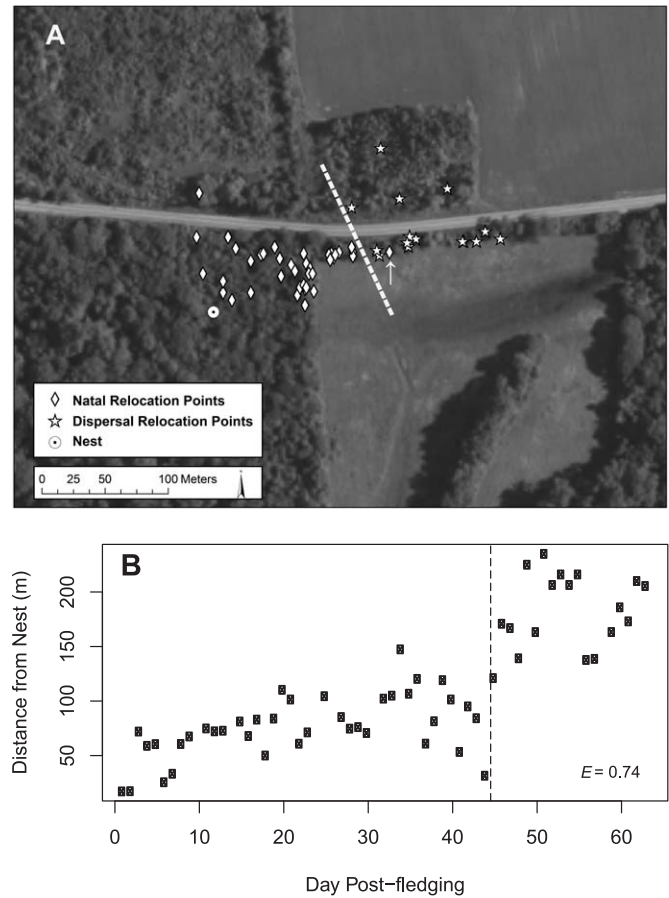 A
Natal Relocation Points
Dispersal Relocation Points
Nest
0 25 50 100 Meters
B
Distance from Nest (m)
200
150
100
50
E = 0.74
0 10 20 30 40 50 60
Day Post−fledging